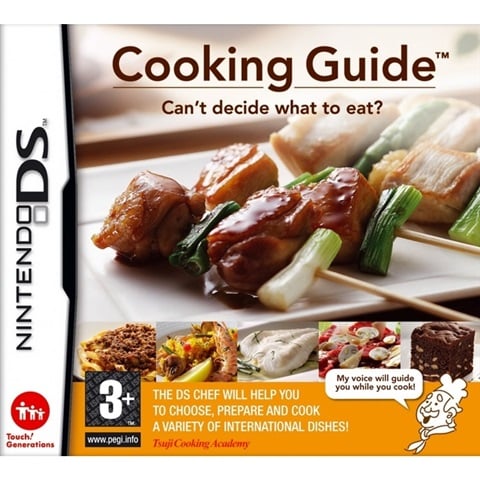 Cooking Guide™
Can't decide what to eat?
NINTENDO DS™
My voice will guide
you while you cook!
3+
www.pegi.info
THE DS CHEF WILL HELP YOU
TO CHOOSE, PREPARE AND COOK
A VARIETY OF INTERNATIONAL DISHES!
Tsuji Cooking Academy
Touch!
Generations